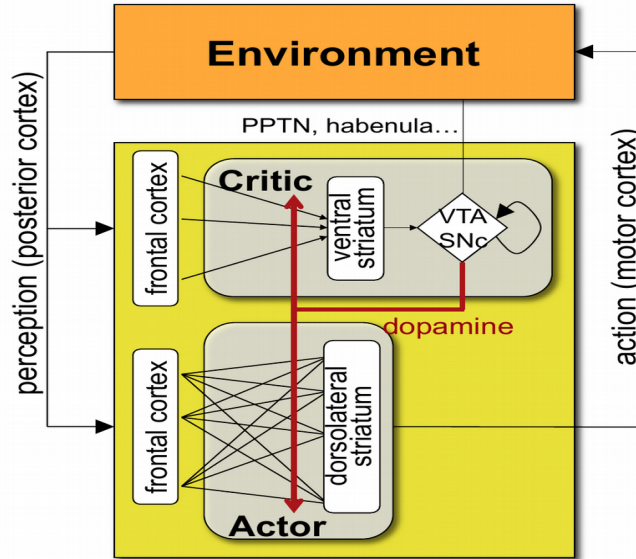 Environment
perception (posterior cortex)
PPTN, habenula...
action (motor cortex)
frontal cortex
Critic
ventral
striatum
VTA
SNc
dopamine
frontal cortex
dorsolateral
striatum
Actor